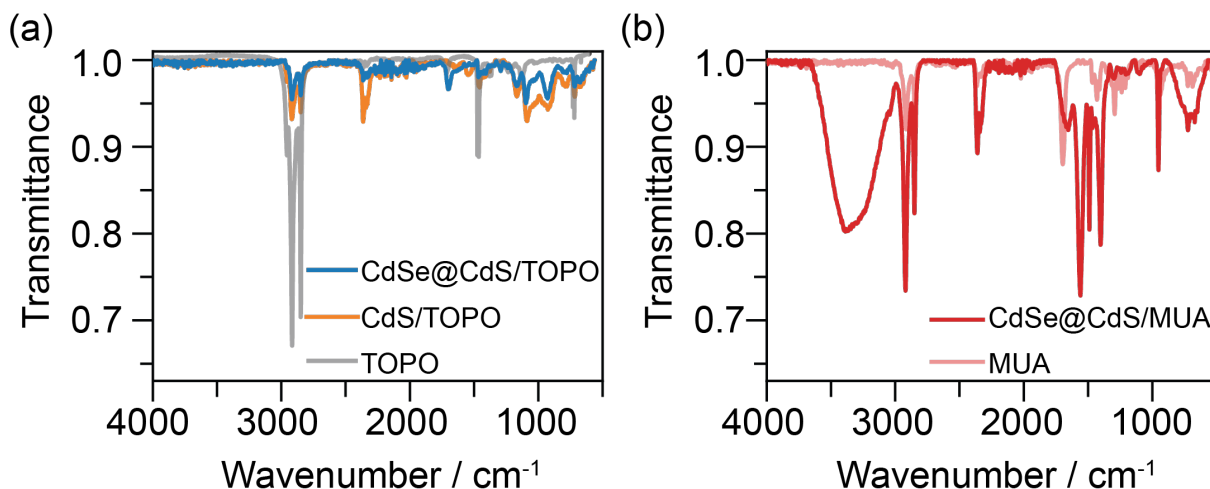 (a)
Transmittance
1.0
0.9
0.8
0.7
CdSe@CdS/TOPO
CdS/TOPO
TOPO
4000
3000
2000
1000
Wavenumber / cm⁻¹
(b)
Transmittance
1.0
0.9
0.8
0.7
CdSe@CdS/MUA
MUA
4000
3000
2000
1000
Wavenumber / cm⁻¹